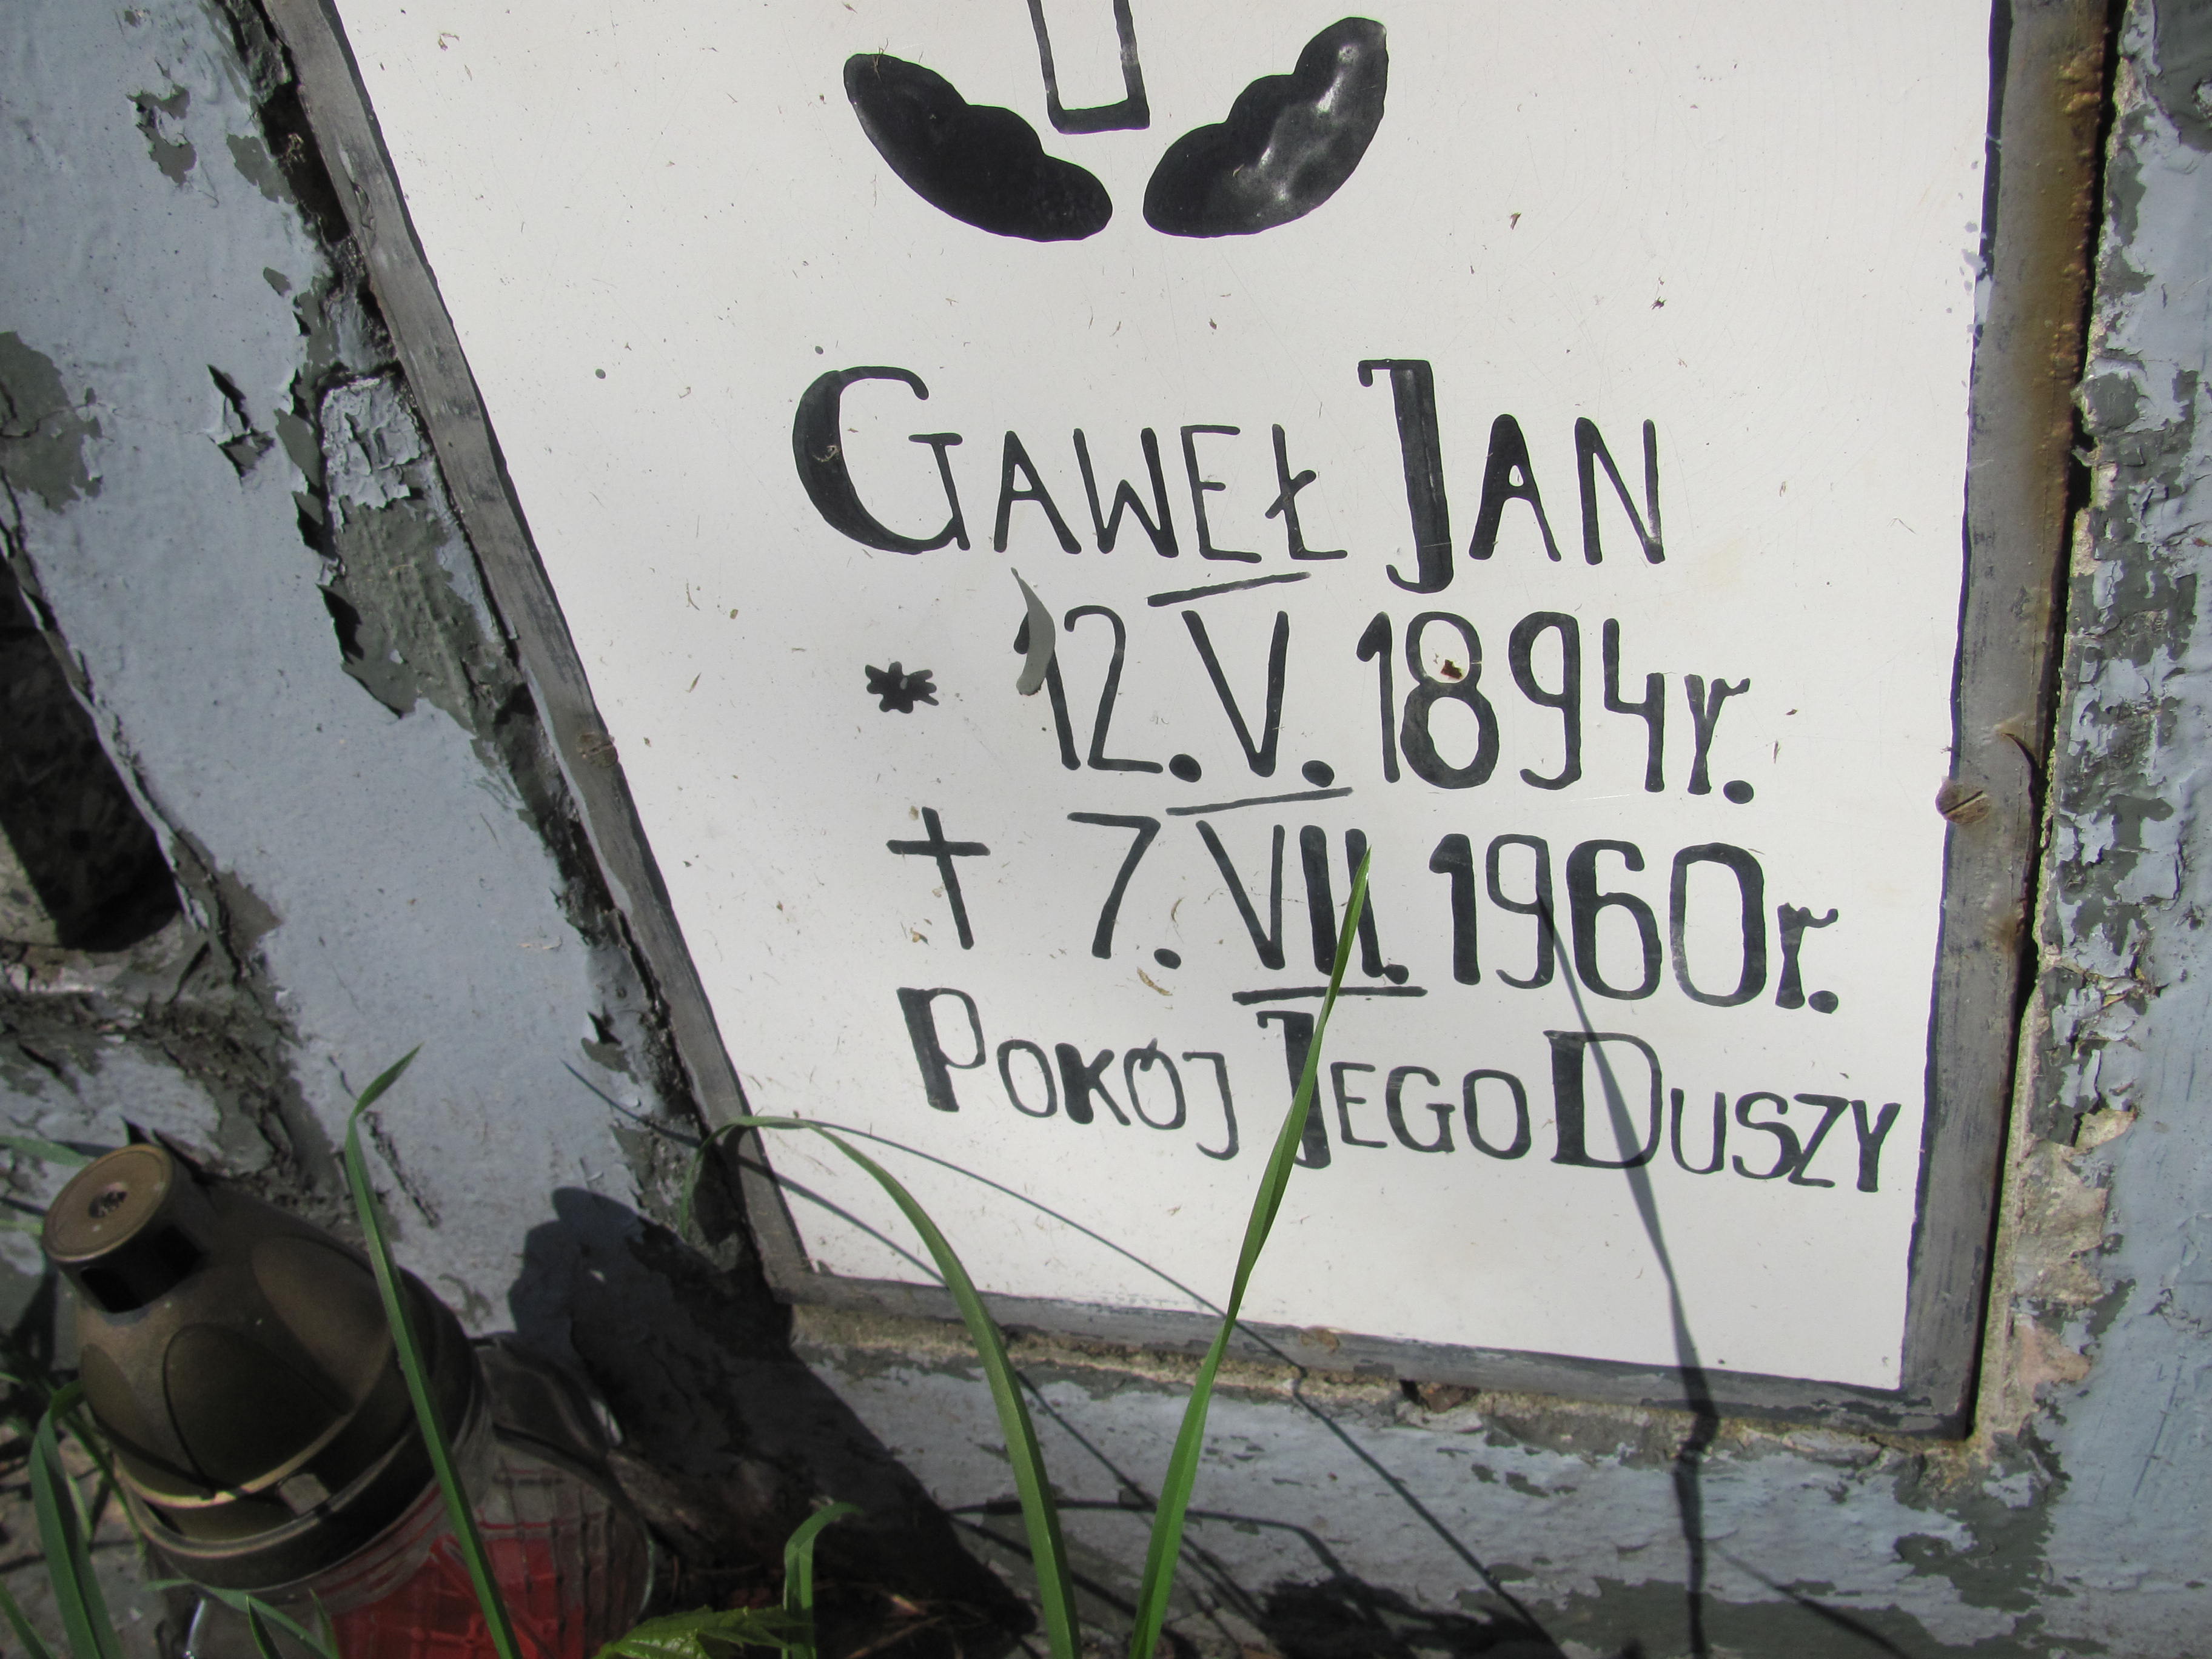 GAWEŁ JAN
* 12.V.1894r.
† 7.VII.1960r.
POKÓJ JEGO DUSZY